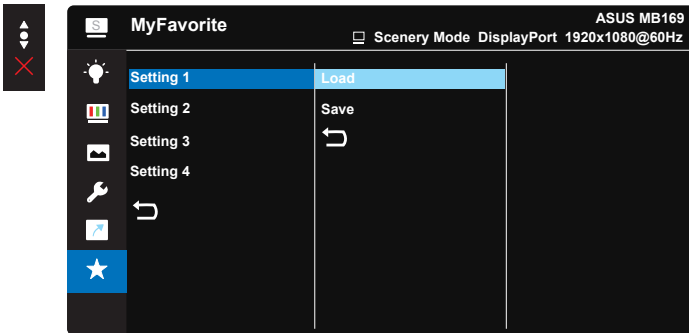 S
MyFavorite
ASUS MB169
Scenery Mode DisplayPort 1920x1080@60Hz
Setting 1
Load
Setting 2
Save
Setting 3
Setting 4